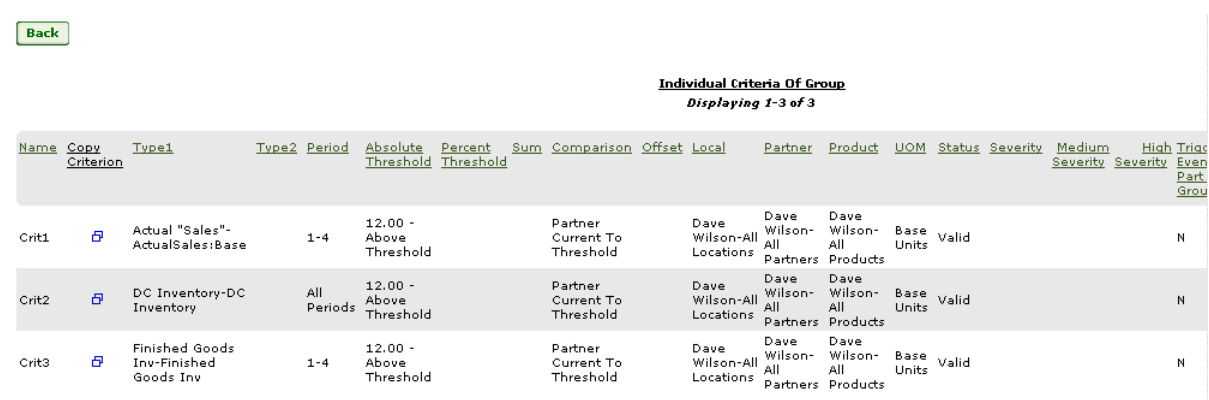 Back
Individual Criteria Of Group
Displaying 1-3 of 3
Name Copy Criterion Type1 Type2 Period Absolute Threshold Percent Threshold Sum Comparison Offset Local Partner Product UOM Status Severity Medium Severity High Severity Trigg Even Part Grou
Crit1 Actual "Sales"-ActualSales:Base 1-4 12.00 - Above Threshold Partner Current To Threshold Dave Wilson-All Locations Dave Wilson-All Partners Dave Wilson-All Products Base Units Valid N
Crit2 DC Inventory-DC Inventory All Periods 12.00 - Above Threshold Partner Current To Threshold Dave Wilson-All Locations Dave Wilson-All Partners Dave Wilson-All Products Base Units Valid N
Crit3 Finished Goods Inv-Finished Goods Inv 1-4 12.00 - Above Threshold Partner Current To Threshold Dave Wilson-All Locations Dave Wilson-All Partners Dave Wilson-All Products Base Units Valid N